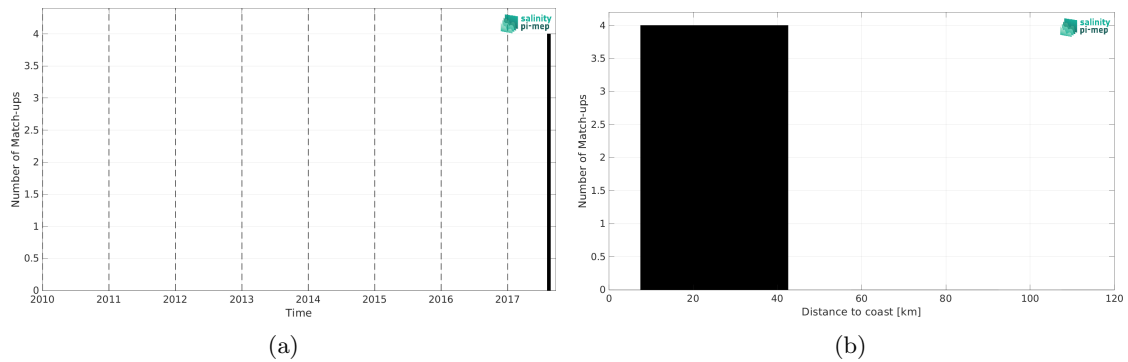 salinity
pi-mep
Number of Match-ups
4
3.5
3
2.5
2
1.5
1
0.5
0
2010 2011 2012 2013 2014 2015 2016 2017
Time
(a)
salinity
pi-mep
Number of Match-ups
4
3.5
3
2.5
2
1.5
1
0.5
0
0 20 40 60 80 100 120
Distance to coast [km]
(b)